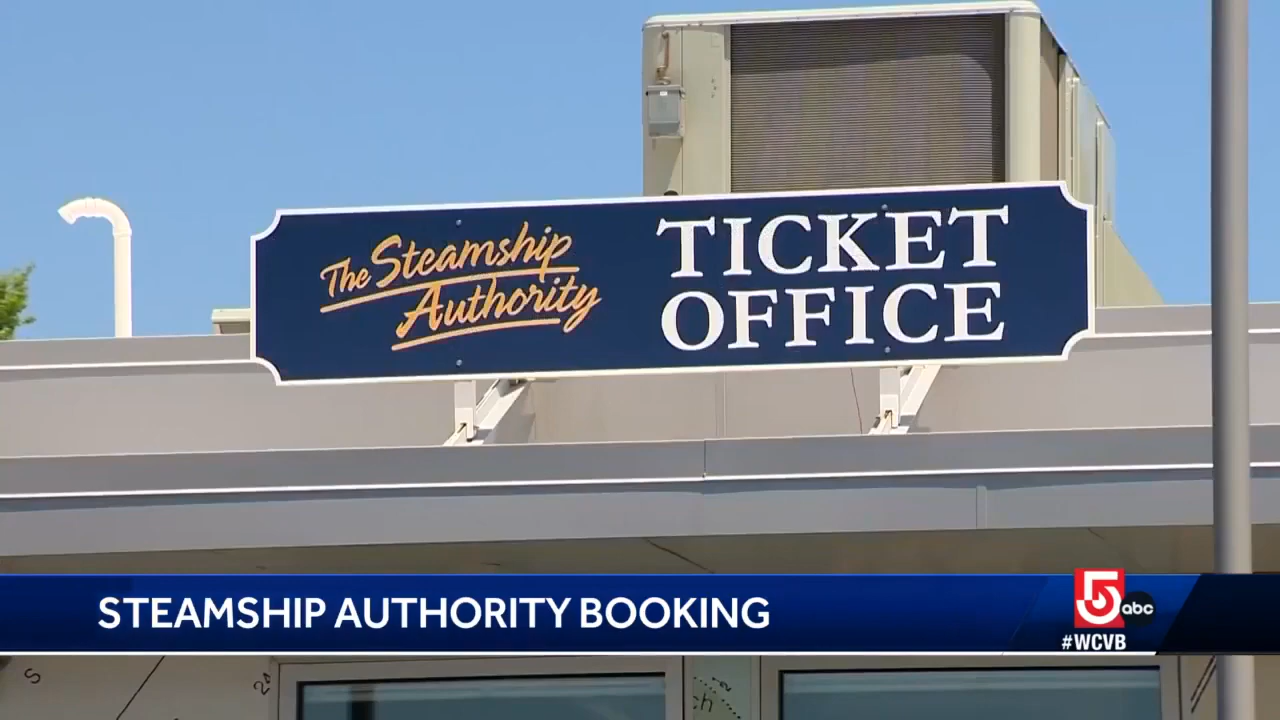 The Steamship
Authority
TICKET
OFFICE
STEAMSHIP AUTHORITY BOOKING
5
abc
#WCVB